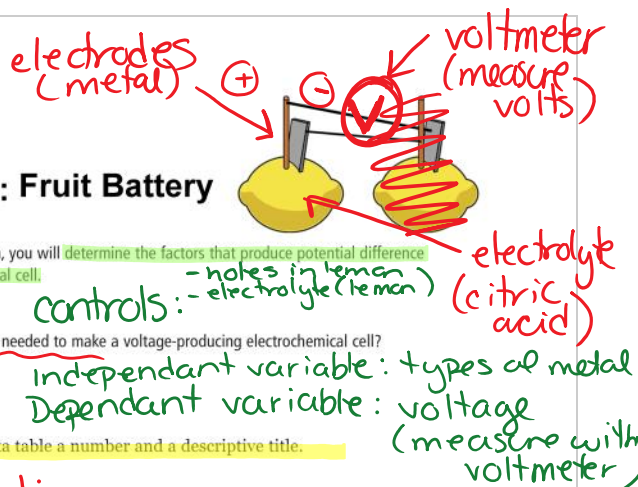 electrodes
(metal)
+
-
V
voltmeter
(measure
volts)
: Fruit Battery
, you will determine the factors that produce potential difference
al cell.
- holes in lemon
controls: - electrolyte (lemon)
electrolyte
(citric
acid)
needed to make a voltage-producing electrochemical cell?
Independant variable: types of metal
Dependant variable: voltage
(measure with
voltmeter
a table a number and a descriptive title.